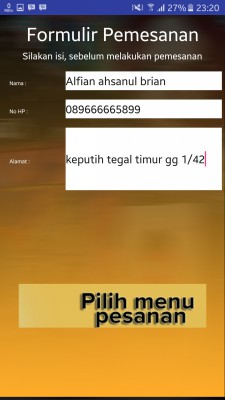 27% 23:20
Formulir Pemesanan
Silakan isi, sebelum melakukan pemesanan
Nama : Alfian ahsanul brian
No HP : 089666665899
Alamat : keputih tegal timur gg 1/42
Pilih menu
pesanan